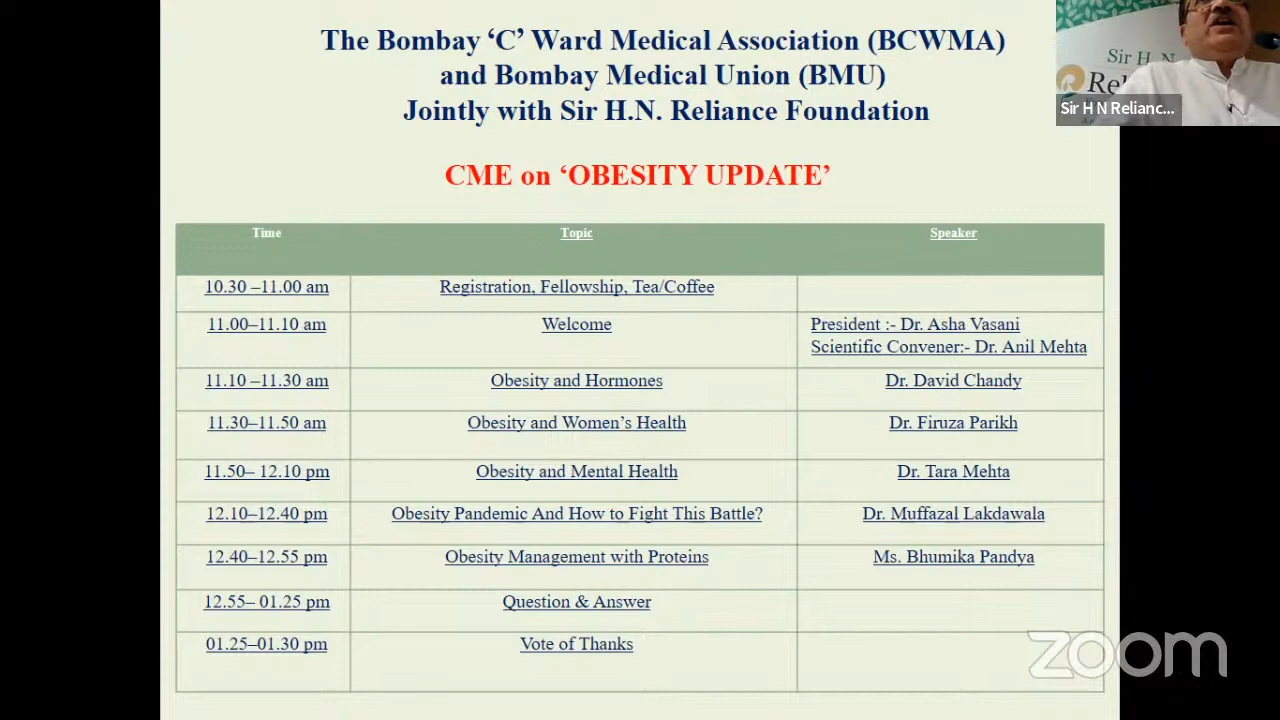 The Bombay ‘C’ Ward Medical Association (BCWMA)
and Bombay Medical Union (BMU)
Jointly with Sir H.N. Reliance Foundation
CME on ‘OBESITY UPDATE’
Time Topic Speaker
10.30 –11.00 am Registration, Fellowship, Tea/Coffee
11.00–11.10 am Welcome President :- Dr. Asha Vasani
Scientific Convener:- Dr. Anil Mehta
11.10 –11.30 am Obesity and Hormones Dr. David Chandy
11.30–11.50 am Obesity and Women’s Health Dr. Firuza Parikh
11.50– 12.10 pm Obesity and Mental Health Dr. Tara Mehta
12.10–12.40 pm Obesity Pandemic And How to Fight This Battle? Dr. Muffazal Lakdawala
12.40–12.55 pm Obesity Management with Proteins Ms. Bhumika Pandya
12.55– 01.25 pm Question & Answer
01.25–01.30 pm Vote of Thanks
Sir H N
Rel
Sir H N Relianc...
zoom